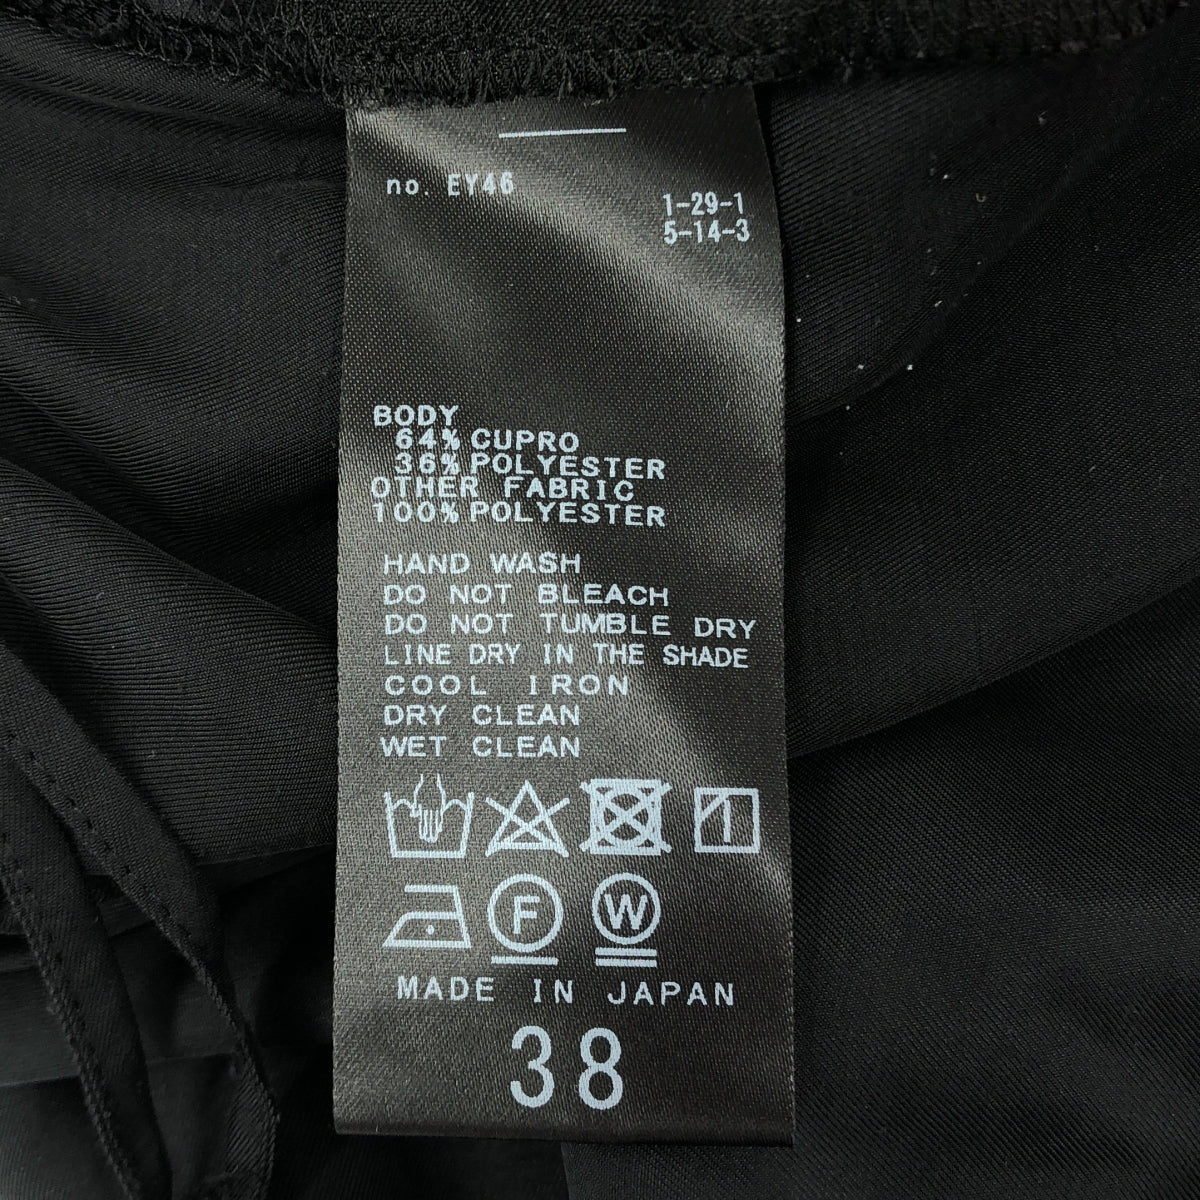 no. EY46
1-29-1
5-14-3
BODY
64% CUPRO
36% POLYESTER
OTHER FABRIC
100% POLYESTER
HAND WASH
DO NOT BLEACH
DO NOT TUMBLE DRY
LINE DRY IN THE SHADE
COOL IRON
DRY CLEAN
WET CLEAN
F W
MADE IN JAPAN
38